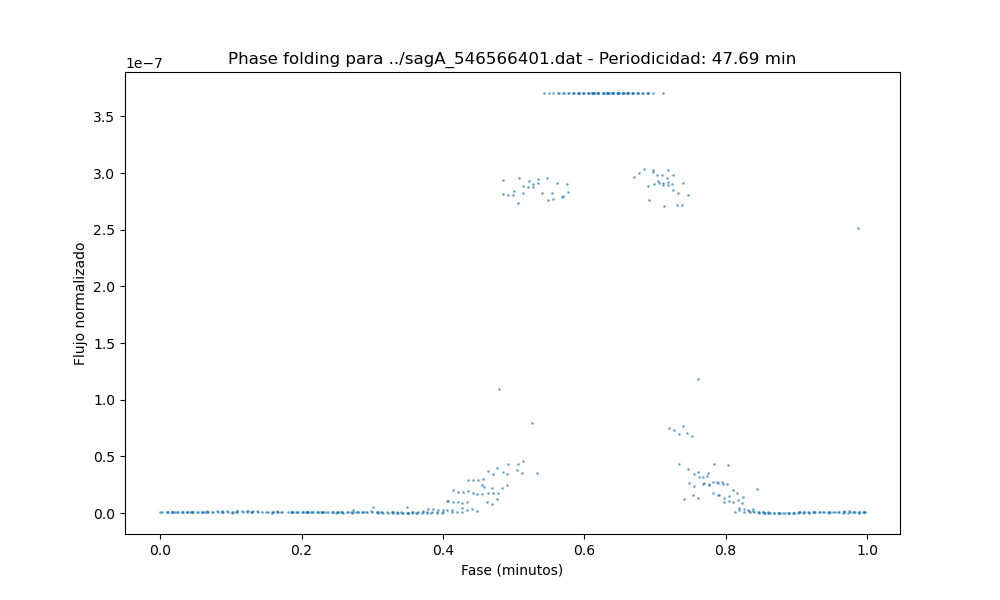 Phase folding para ../sagA_546566401.dat - Periodicidad: 47.69 min
1e−7
3.5
3.0
2.5
2.0
1.5
1.0
0.5
0.0
Flujo normalizado
0.0 0.2 0.4 0.6 0.8 1.0
Fase (minutos)